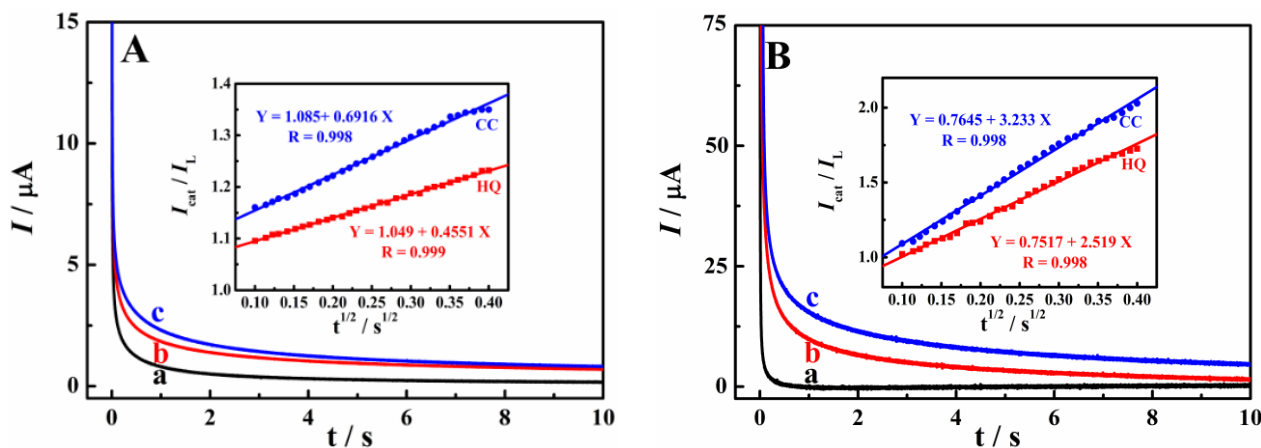 A
I / μA
15
10
5
0
0
2
4
6
8
10
t / s
c
b
a
I_cat / I_L
1.4
1.3
1.2
1.1
1.0
0.10 0.15 0.20 0.25 0.30 0.35 0.40
t^1/2 / s^1/2
Y = 1.085+ 0.6916 X
R = 0.998
CC
HQ
Y = 1.049 + 0.4551 X
R = 0.999
B
I / μA
75
50
25
0
0
2
4
6
8
10
t / s
c
b
a
I_cat / I_L
2.0
1.5
1.0
0.10 0.15 0.20 0.25 0.30 0.35 0.40
t^1/2 / s^1/2
Y = 0.7645 + 3.233 X
R = 0.998
CC
HQ
Y = 0.7517 + 2.519 X
R = 0.998